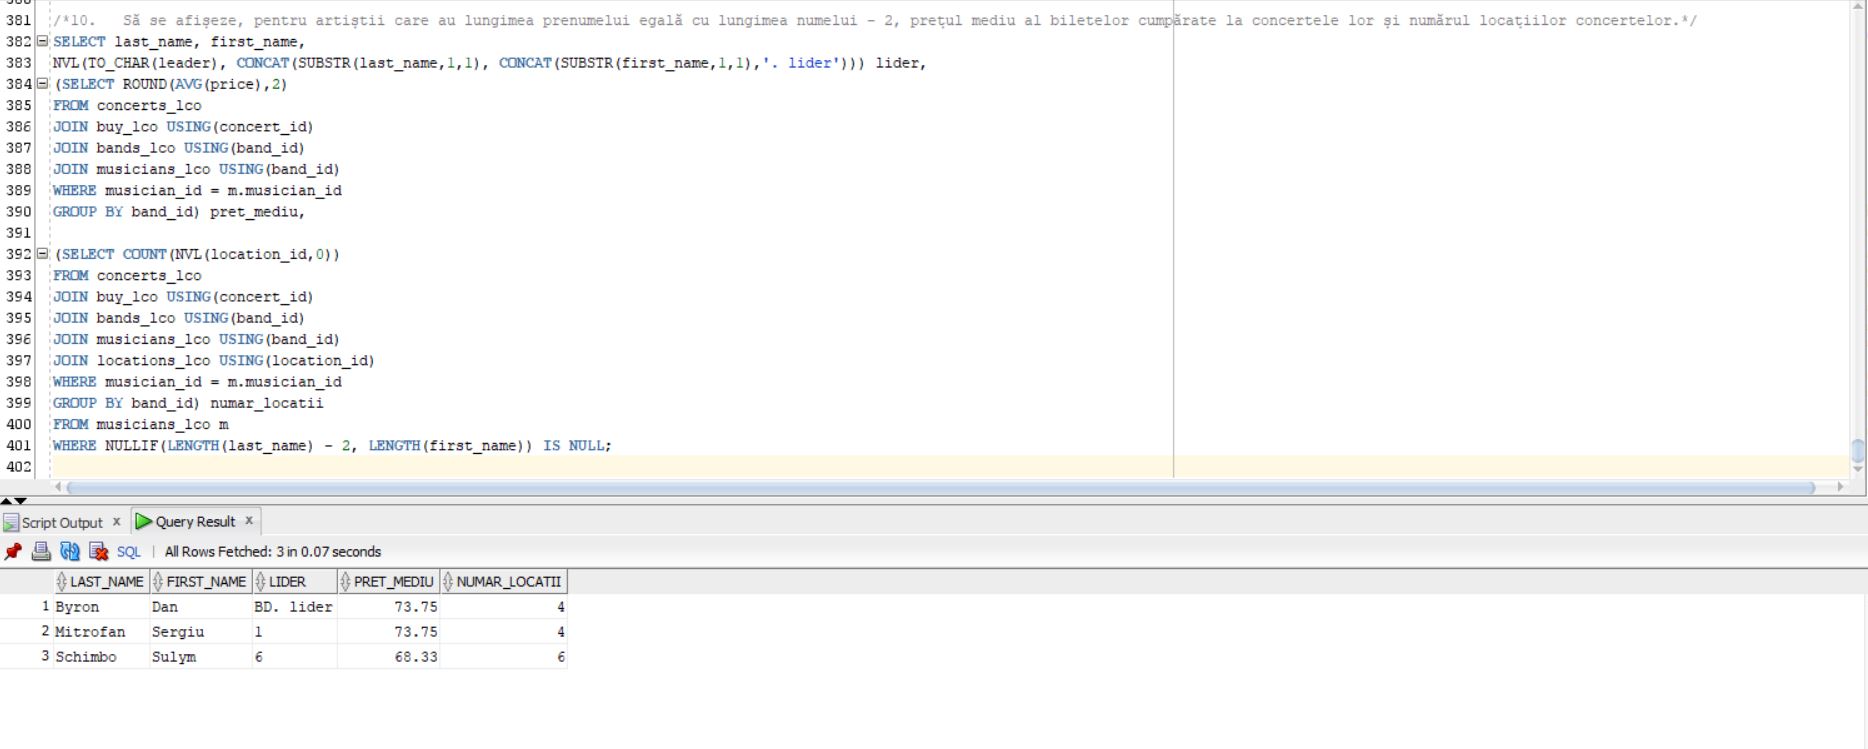 380
381 /*10.   Să se afişeze, pentru artiştii care au lungimea prenumelui egală cu lungimea numelui - 2, preţul mediu al biletelor cumpărate la concertele lor şi numărul locaţiilor concertelor.*/
382 SELECT last_name, first_name,
383 NVL(TO_CHAR(leader), CONCAT(SUBSTR(last_name,1,1), CONCAT(SUBSTR(first_name,1,1),'. lider'))) lider,
384 (SELECT ROUND(AVG(price),2)
385 FROM concerts_lco
386 JOIN buy_lco USING(concert_id)
387 JOIN bands_lco USING(band_id)
388 JOIN musicians_lco USING(band_id)
389 WHERE musician_id = m.musician_id
390 GROUP BY band_id) pret_mediu,
391
392 (SELECT COUNT(NVL(location_id,0))
393 FROM concerts_lco
394 JOIN buy_lco USING(concert_id)
395 JOIN bands_lco USING(band_id)
396 JOIN musicians_lco USING(band_id)
397 JOIN locations_lco USING(location_id)
398 WHERE musician_id = m.musician_id
399 GROUP BY band_id) numar_locatii
400 FROM musicians_lco m
401 WHERE NULLIF(LENGTH(last_name) - 2, LENGTH(first_name)) IS NULL;
402
Script Output x Query Result x
SQL | All Rows Fetched: 3 in 0.07 seconds
LAST_NAME FIRST_NAME LIDER PRET_MEDIU NUMAR_LOCATII
1 Byron Dan BD. lider 73.75 4
2 Mitrofan Sergiu 1 73.75 4
3 Schimbo Sulym 6 68.33 6